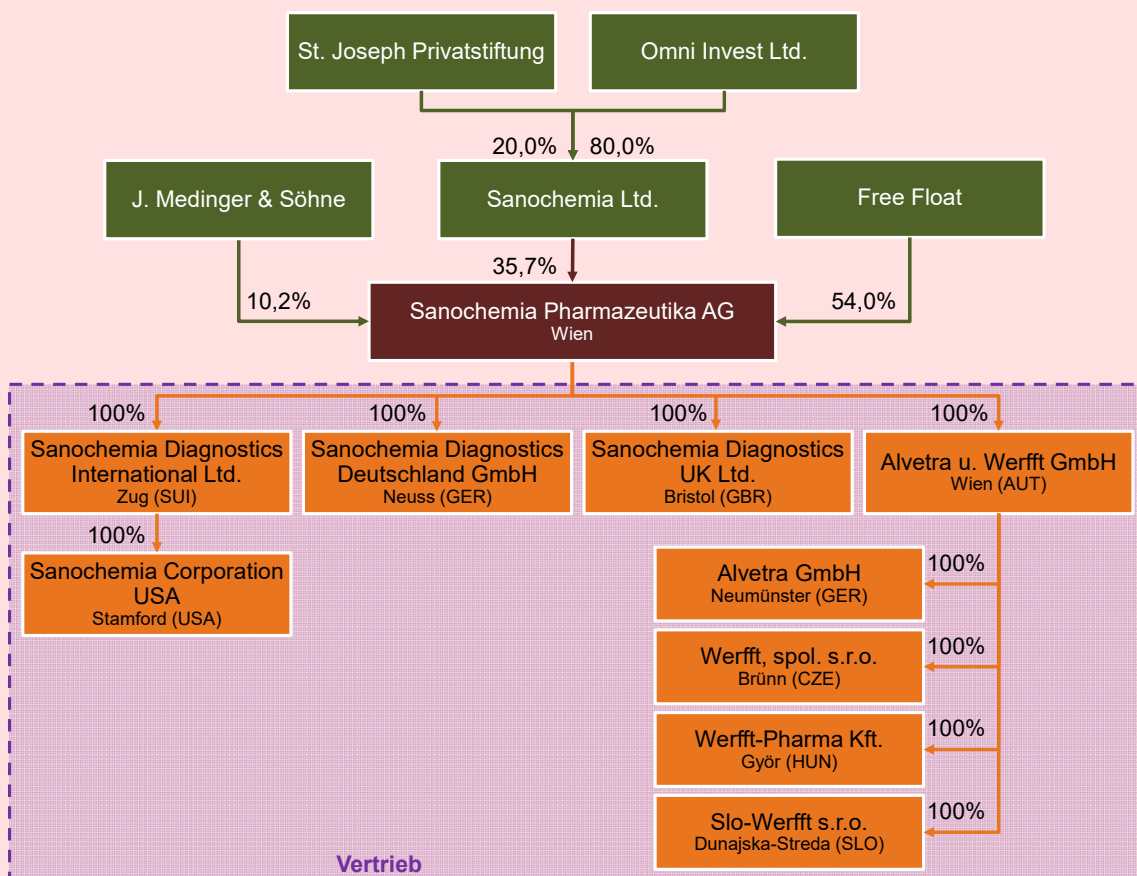 St. Joseph Privatstiftung
Omni Invest Ltd.
20,0%
80,0%
J. Medinger & Söhne
Sanochemia Ltd.
Free Float
35,7%
10,2%
54,0%
Sanochemia Pharmazeutika AG
Wien
100%
100%
100%
100%
Sanochemia Diagnostics
International Ltd.
Zug (SUI)
Sanochemia Diagnostics
Deutschland GmbH
Neuss (GER)
Sanochemia Diagnostics
UK Ltd.
Bristol (GBR)
Alvetra u. Werfft GmbH
Wien (AUT)
100%
Sanochemia Corporation
USA
Stamford (USA)
100%
Alvetra GmbH
Neumünster (GER)
100%
Werfft, spol. s.r.o.
Brünn (CZE)
100%
Werfft-Pharma Kft.
Györ (HUN)
100%
Slo-Werfft s.r.o.
Dunajska-Streda (SLO)
Vertrieb